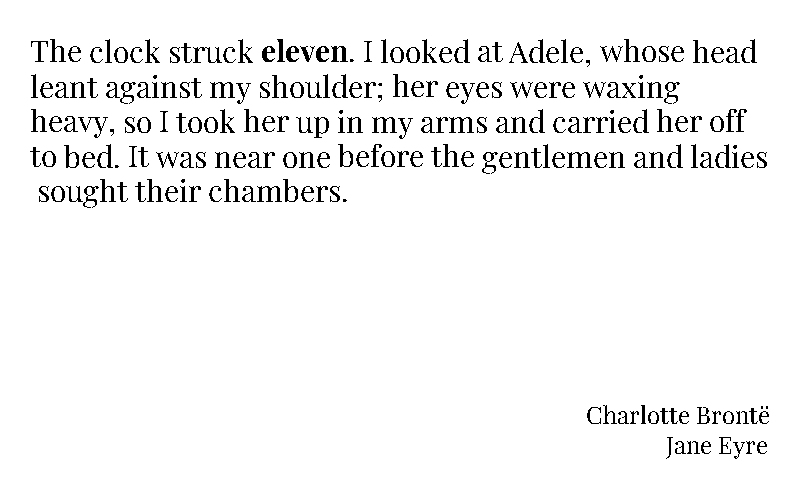 The clock struck eleven. I looked at Adele, whose head
leant against my shoulder; her eyes were waxing
heavy, so I took her up in my arms and carried her off
to bed. It was near one before the gentlemen and ladies
sought their chambers.
Charlotte Brontë
Jane Eyre